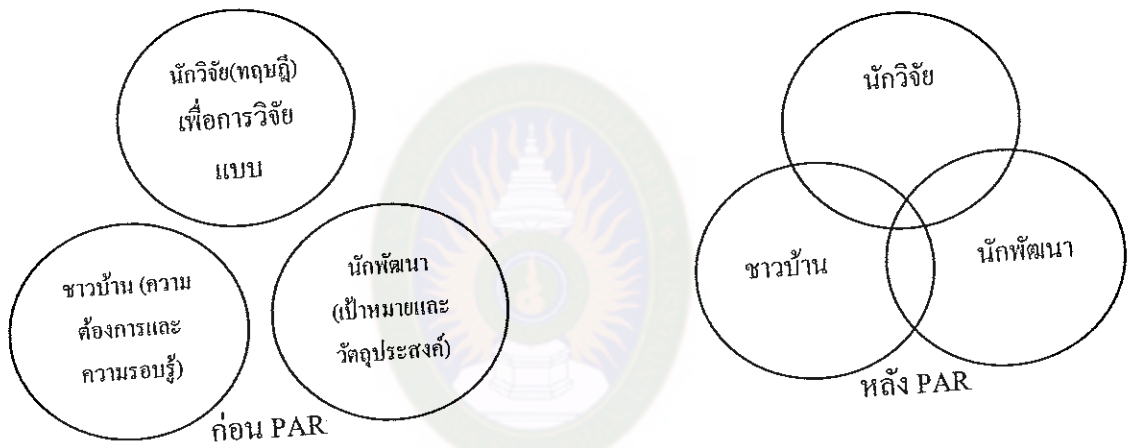 นักวิจัย(ทฤษฎี)
เพื่อการวิจัย
แบบ
ชาวบ้าน (ความ
ต้องการและ
ความรอบรู้)
นักพัฒนา
(เป้าหมายและ
วัตถุประสงค์)
ก่อน PAR
นักวิจัย
ชาวบ้าน
นักพัฒนา
หลัง PAR